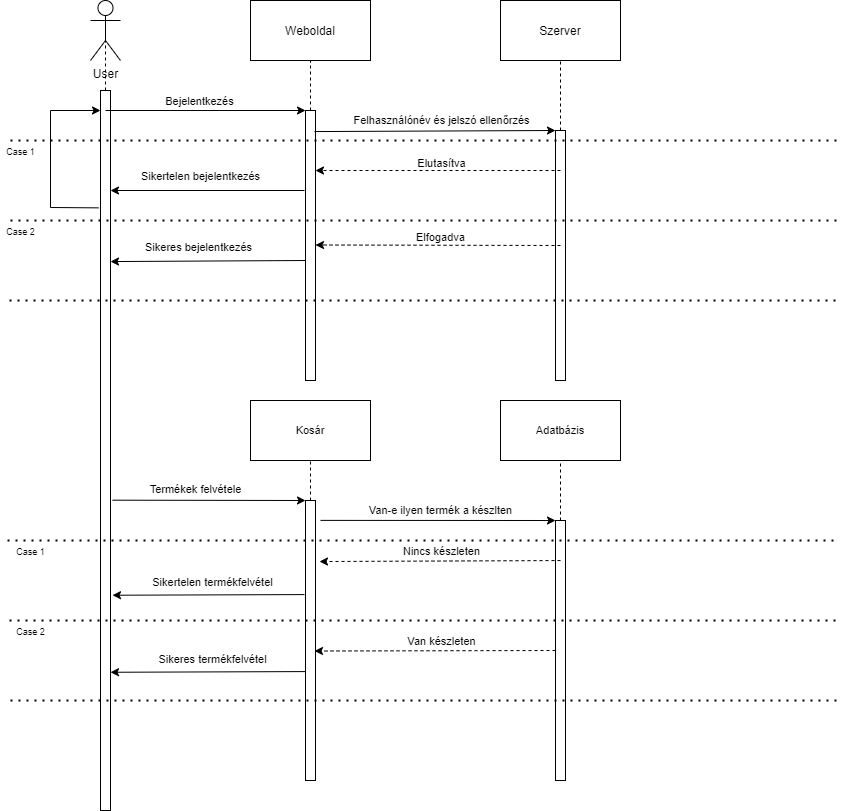 Weboldal
Szerver
User
Bejelentkezés
Felhasználónév és jelszó ellenőrzés
Case 1
Elutasítva
Sikertelen bejelentkezés
Case 2
Elfogadva
Sikeres bejelentkezés
Kosár
Adatbázis
Termékek felvétele
Van-e ilyen termék a készlten
Case 1
Nincs készleten
Sikertelen termékfelvétel
Case 2
Van készleten
Sikeres termékfelvétel